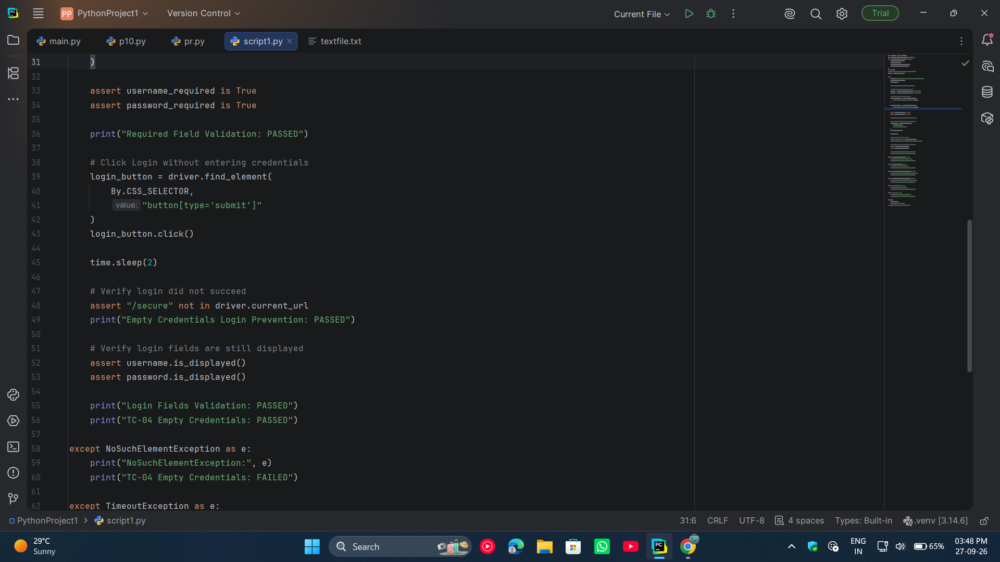 PC
PP PythonProject1 Version Control Current File Trial
main.py p10.py pr.py script1.py textfile.txt
31 )
32
33 assert username_required is True
34 assert password_required is True
35
36 print("Required Field Validation: PASSED")
37
38 # Click Login without entering credentials
39 login_button = driver.find_element(
40 By.CSS_SELECTOR,
41 value: "button[type='submit']"
42 )
43 login_button.click()
44
45 time.sleep(2)
46
47 # Verify login did not succeed
48 assert "/secure" not in driver.current_url
49 print("Empty Credentials Login Prevention: PASSED")
50
51 # Verify login fields are still displayed
52 assert username.is_displayed()
53 assert password.is_displayed()
54
55 print("Login Fields Validation: PASSED")
56 print("TC-04 Empty Credentials: PASSED")
57
58 except NoSuchElementException as e:
59 print("NoSuchElementException:", e)
60 print("TC-04 Empty Credentials: FAILED")
61
62 except TimeoutException as e:
PythonProject1 > script1.py 31:6 CRLF UTF-8 4 spaces Types: Built-in .venv [3.14.6]
29°C
Sunny
Search
PC
ENG
IN
65%
03:48 PM
27-09-26